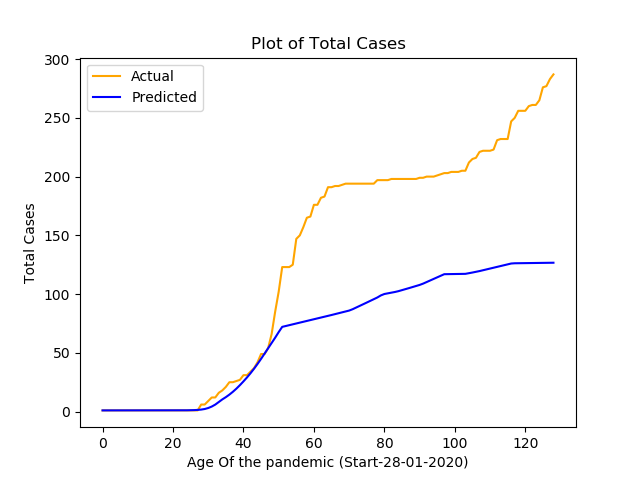 Plot of Total Cases
Actual
Predicted
Total Cases
300
250
200
150
100
50
0
0 20 40 60 80 100 120
Age Of the pandemic (Start-28-01-2020)